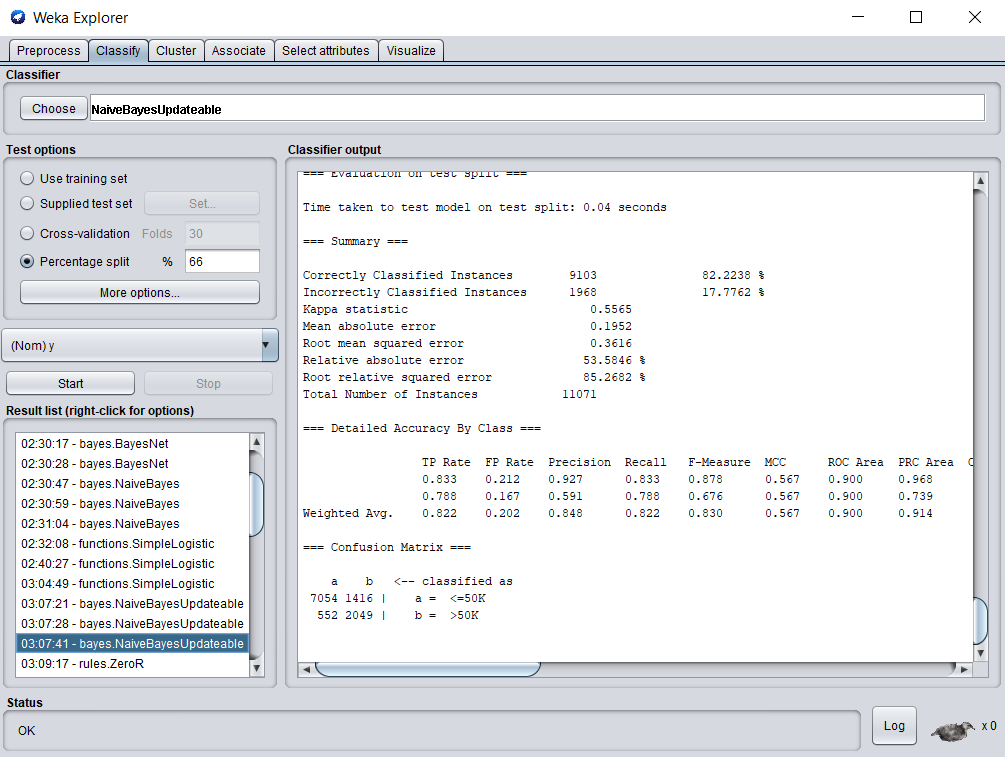 Weka Explorer
Preprocess Classify Cluster Associate Select attributes Visualize
Classifier
Choose NaiveBayesUpdateable
Test options
Use training set
Supplied test set Set...
Cross-validation Folds 30
Percentage split % 66
More options...
(Nom) y
Start Stop
Result list (right-click for options)
02:30:17 - bayes.BayesNet
02:30:28 - bayes.BayesNet
02:30:47 - bayes.NaiveBayes
02:30:59 - bayes.NaiveBayes
02:31:04 - bayes.NaiveBayes
02:32:08 - functions.SimpleLogistic
02:40:27 - functions.SimpleLogistic
03:04:49 - functions.SimpleLogistic
03:07:21 - bayes.NaiveBayesUpdateable
03:07:28 - bayes.NaiveBayesUpdateable
03:07:41 - bayes.NaiveBayesUpdateable
03:09:17 - rules.ZeroR
Classifier output
=== Evaluation on test split ===
Time taken to test model on test split: 0.04 seconds
=== Summary ===
Correctly Classified Instances 9103 82.2238 %
Incorrectly Classified Instances 1968 17.7762 %
Kappa statistic 0.5565
Mean absolute error 0.1952
Root mean squared error 0.3616
Relative absolute error 53.5846 %
Root relative squared error 85.2682 %
Total Number of Instances 11071
=== Detailed Accuracy By Class ===
TP Rate FP Rate Precision Recall F-Measure MCC ROC Area PRC Area C
0.833 0.212 0.927 0.833 0.878 0.567 0.900 0.968
0.788 0.167 0.591 0.788 0.676 0.567 0.900 0.739
Weighted Avg. 0.822 0.202 0.848 0.822 0.830 0.567 0.900 0.914
=== Confusion Matrix ===
a b <-- classified as
7054 1416 | a = <=50K
552 2049 | b = >50K
Status
OK
Log x 0